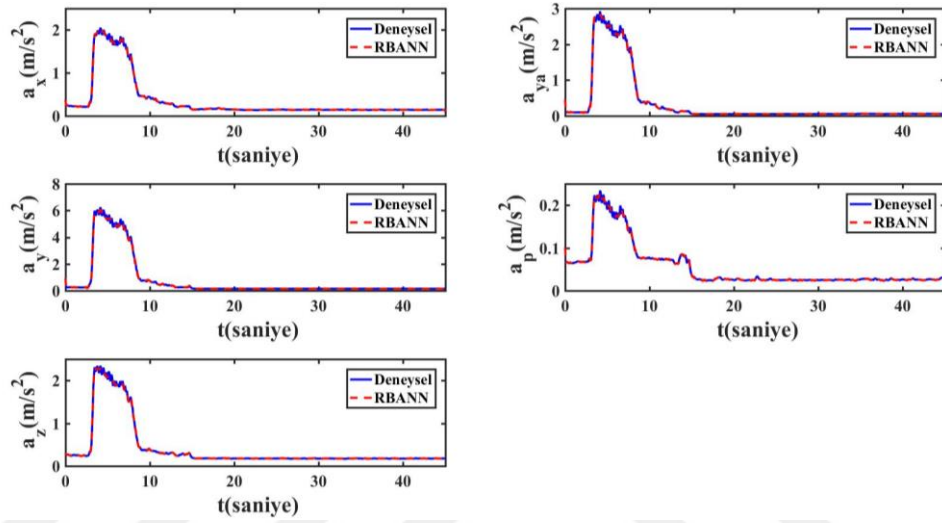 a_x(m/s^2)
2
1
0
0 10 20 30 40
t(saniye)
Deneysel
RBANN
a_ya(m/s^2)
3
2
1
0
0 10 20 30 40
t(saniye)
Deneysel
RBANN
a_y(m/s^2)
8
6
4
2
0
0 10 20 30 40
t(saniye)
Deneysel
RBANN
a_p(m/s^2)
0.2
0.1
0
0 10 20 30 40
t(saniye)
Deneysel
RBANN
a_z(m/s^2)
2
1
0
0 10 20 30 40
t(saniye)
Deneysel
RBANN